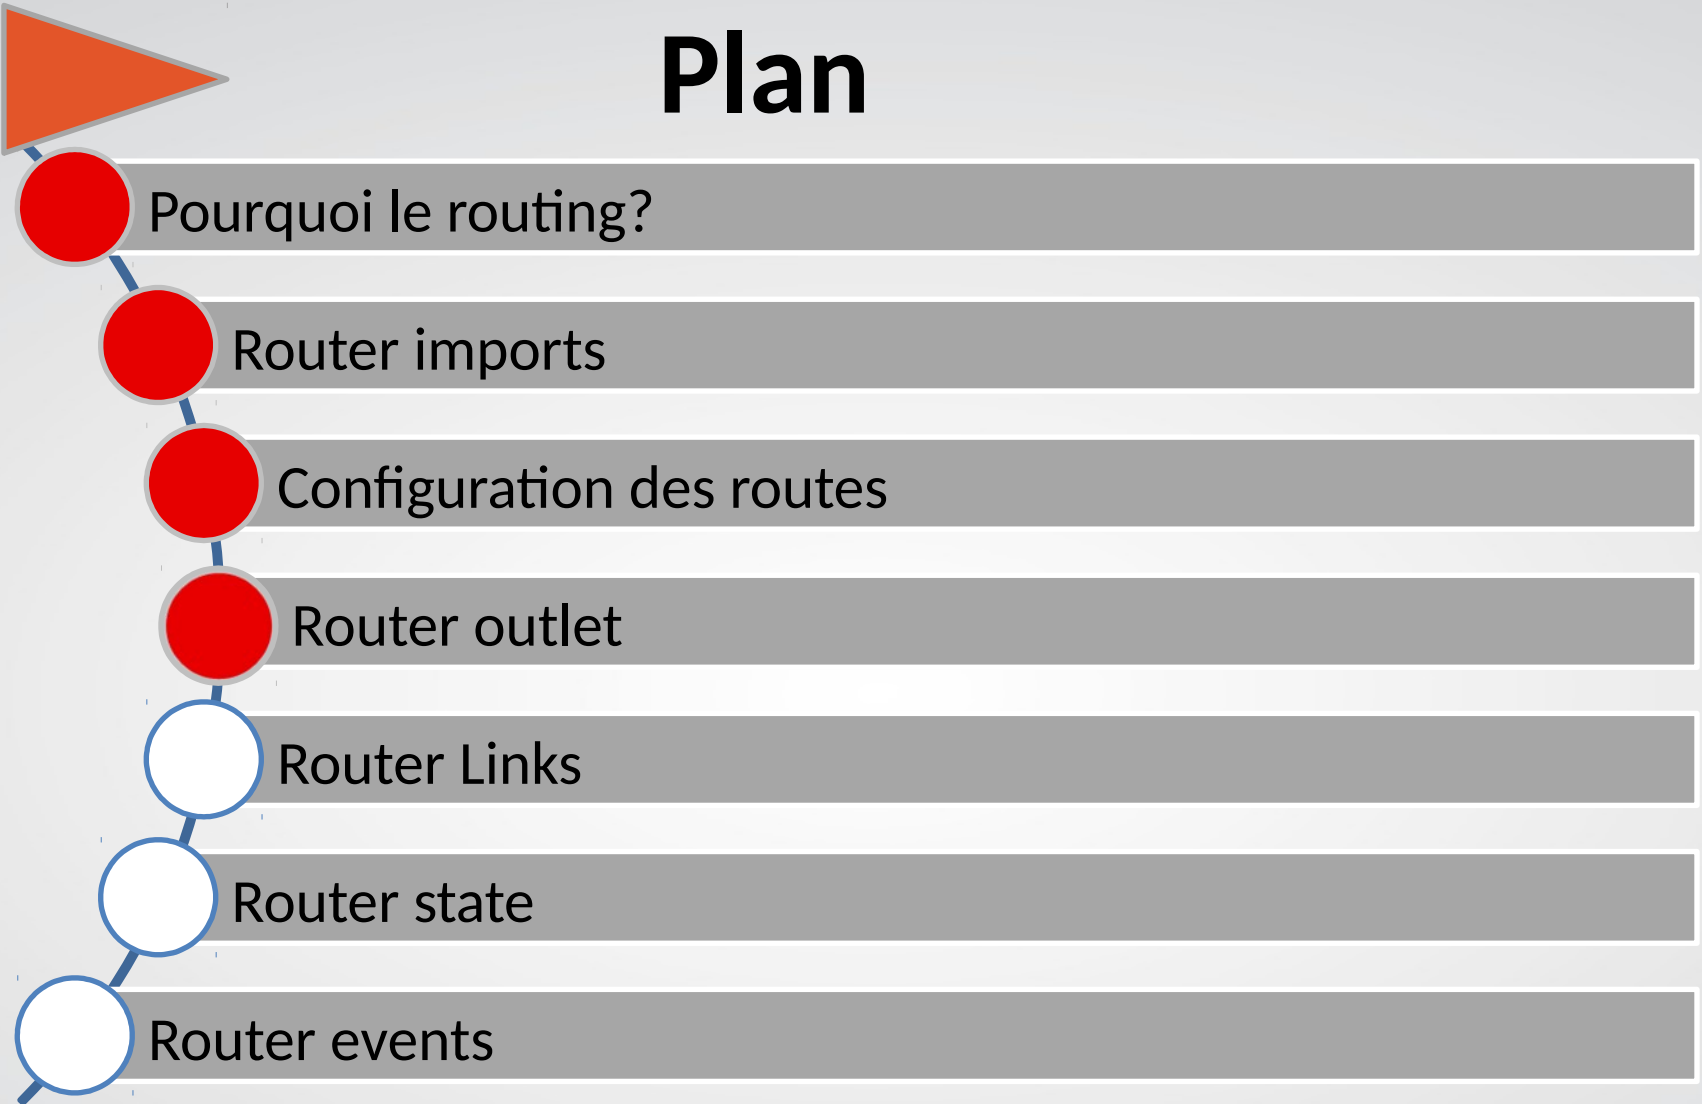 Plan
Pourquoi le routing?
Router imports
Configuration des routes
Router outlet
Router Links
Router state
Router events